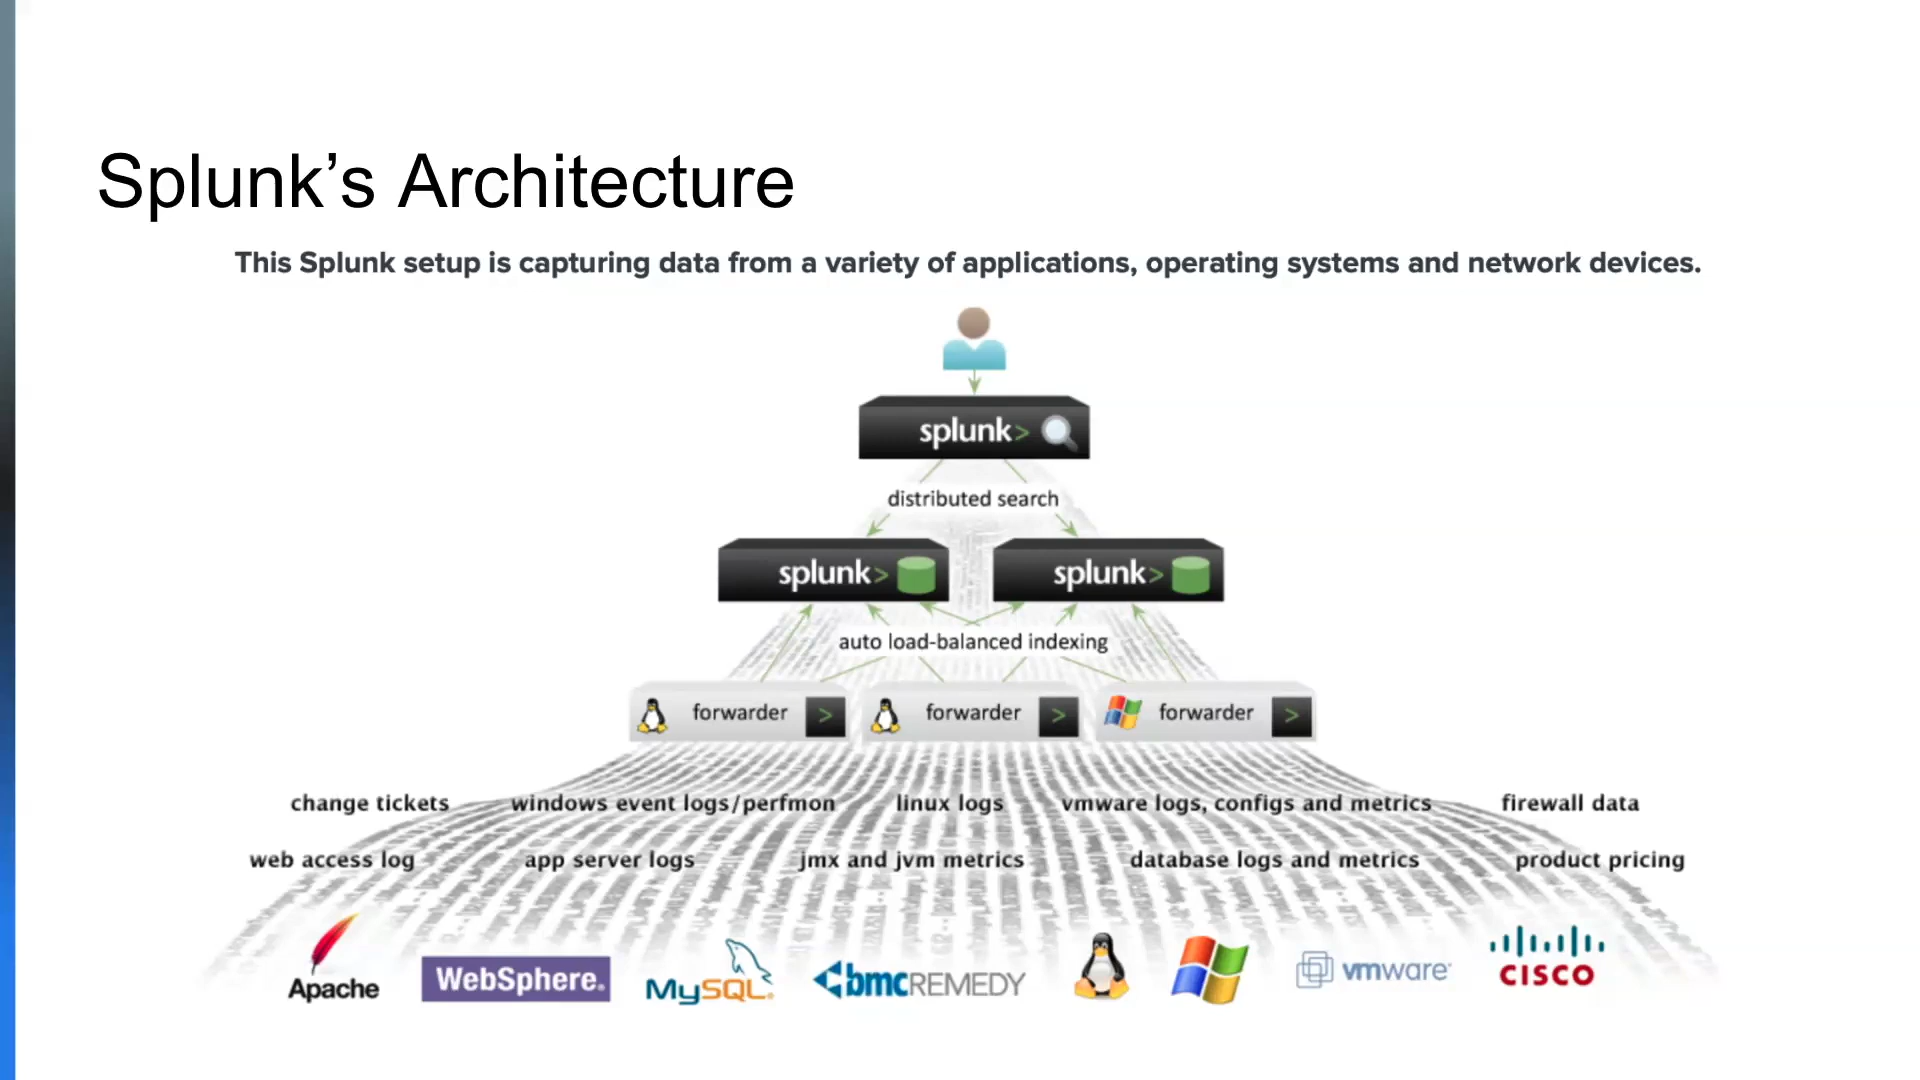 Splunk’s Architecture
This Splunk setup is capturing data from a variety of applications, operating systems and network devices.
splunk>
distributed search
splunk> splunk>
auto load-balanced indexing
forwarder > forwarder > forwarder >
change tickets windows event logs/perfmon linux logs vmware logs, configs and metrics firewall data
web access log app server logs jmx and jvm metrics database logs and metrics product pricing
Apache WebSphere. MySQL. bmcREMEDY vmware CISCO